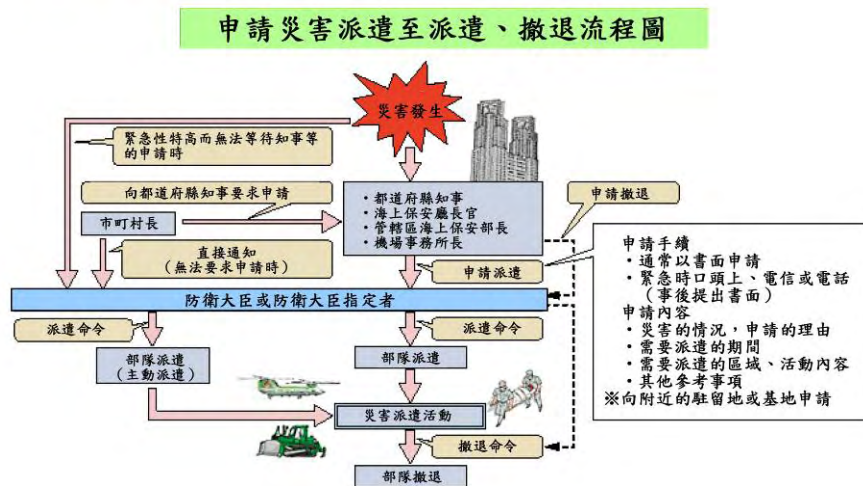 申請災害派遣至派遣、撤退流程圖
災害發生
緊急性特高而無法等待知事等
的申請時
向都道府縣知事要求申請
市町村長
・都道府縣知事
・海上保安廳長官
・管轄區海上保安部長
・機場事務所長
申請撤退
直接通知
(無法要求申請時)
申請派遣
申請手續
・通常以書面申請
・緊急時口頭上、電信或電話
(事後提出書面)
申請內容
・災害的情況,申請的理由
・需要派遣的期間
・需要派遣的區域、活動內容
・其他參考事項
※向附近的駐留地或基地申請
防衛大臣或防衛大臣指定者
派遣命令
派遣命令
部隊派遣
(主動派遣)
部隊派遣
災害派遣活動
撤退命令
部隊撤退